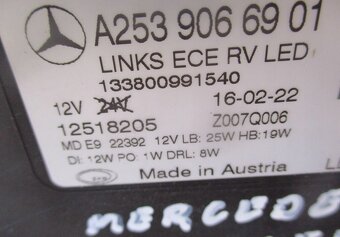 A253 906 69 01
LINKS ECE RV LED
133800991540
12V 24V 16-02-22
12518205 Z007Q006
MD E9 22392 12V LB: 25W HB: 19W
DI: 12W PO: 1W DRL: 8W
Made in Austria
MERCEDE